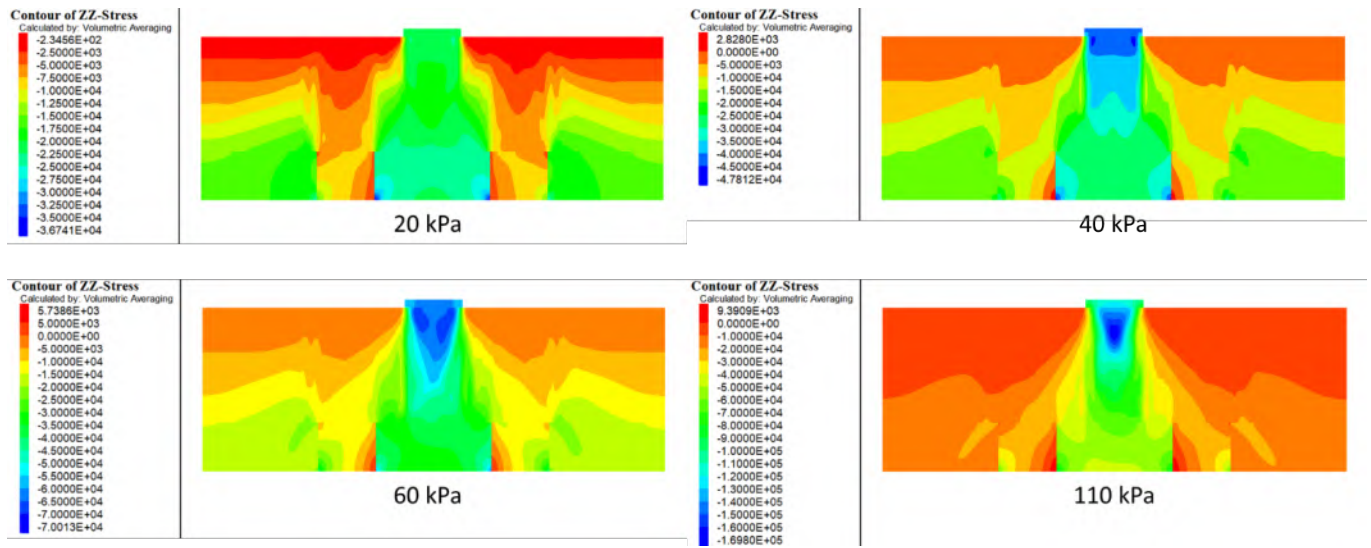 Contour of ZZ-Stress
Calculated by: Volumetric Averaging
-2.3456E+02
-2.5000E+03
-5.0000E+03
-7.5000E+03
-1.0000E+04
-1.2500E+04
-1.5000E+04
-1.7500E+04
-2.0000E+04
-2.2500E+04
-2.5000E+04
-2.7500E+04
-3.0000E+04
-3.2500E+04
-3.5000E+04
-3.6741E+04
20 kPa
Contour of ZZ-Stress
Calculated by: Volumetric Averaging
2.8280E+03
0.0000E+00
-5.0000E+03
-1.0000E+04
-1.5000E+04
-2.0000E+04
-2.5000E+04
-3.0000E+04
-3.5000E+04
-4.0000E+04
-4.5000E+04
-4.7812E+04
40 kPa
Contour of ZZ-Stress
Calculated by: Volumetric Averaging
5.7386E+03
5.0000E+03
0.0000E+00
-5.0000E+03
-1.0000E+04
-1.5000E+04
-2.0000E+04
-2.5000E+04
-3.0000E+04
-3.5000E+04
-4.0000E+04
-4.5000E+04
-5.0000E+04
-5.5000E+04
-6.0000E+04
-6.5000E+04
-7.0000E+04
-7.0013E+04
60 kPa
Contour of ZZ-Stress
Calculated by: Volumetric Averaging
9.3909E+03
0.0000E+00
-1.0000E+04
-2.0000E+04
-3.0000E+04
-4.0000E+04
-5.0000E+04
-6.0000E+04
-7.0000E+04
-8.0000E+04
-9.0000E+04
-1.0000E+05
-1.1000E+05
-1.2000E+05
-1.3000E+05
-1.4000E+05
-1.5000E+05
-1.6000E+05
-1.6980E+05
110 kPa